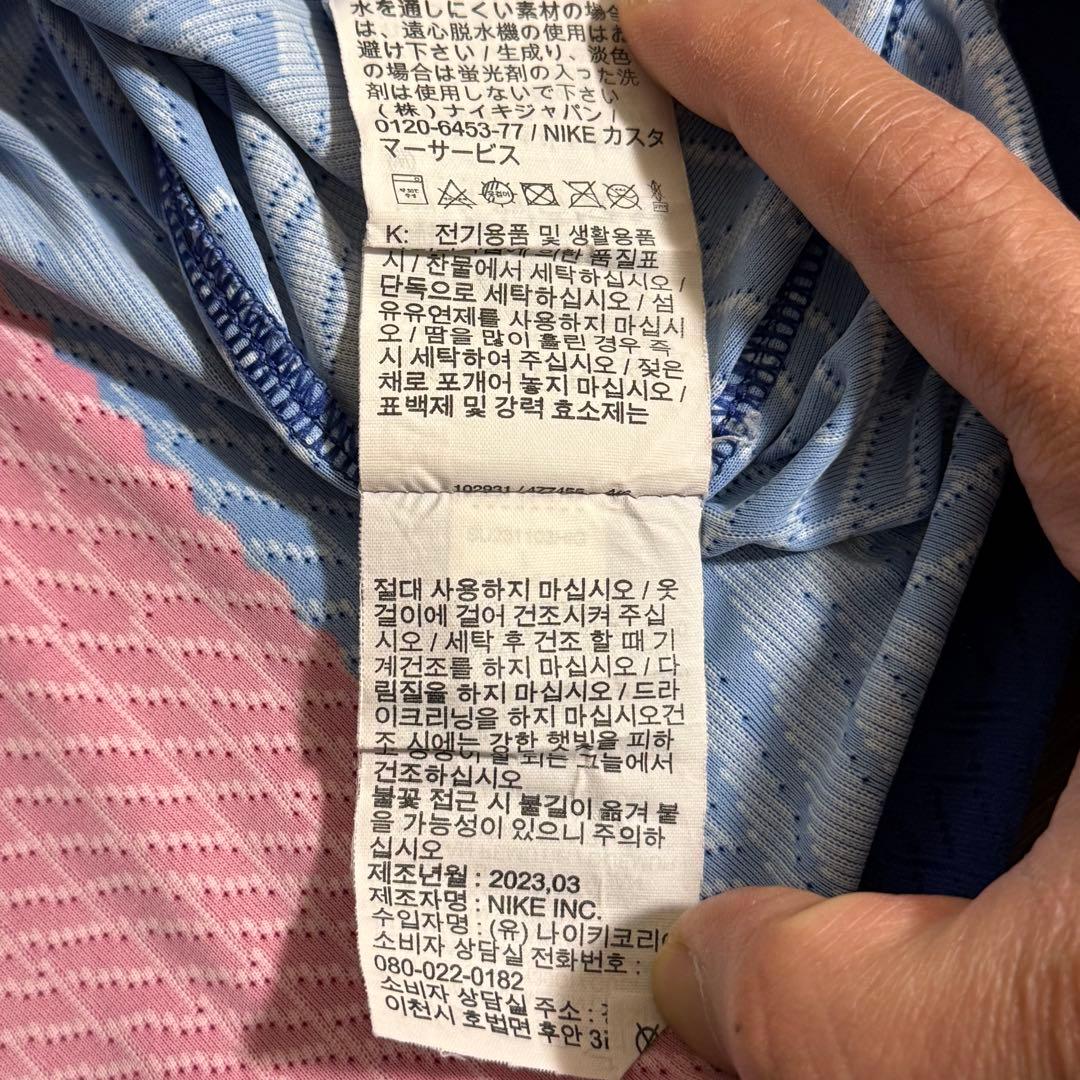 水を通しにくい素材の場合
は、遠心脱水機の使用はお
避け下さい / 生成り、淡色
の場合は蛍光剤の入った洗
剤は使用しないで下さい
(株)ナイキジャパン /
0120-6453-77 / NIKE カスタ
マーサービス
K: 전기용품 및 생활용품
품질표
시 / 찬물에서 세탁하십시오 /
단독으로 세탁하십시오 / 섬
유유연제를 사용하지 마십시
오 / 땀을 많이 흘린 경우 즉
시 세탁하여 주십시오 / 젖은
채로 포개어 놓지 마십시오 /
표백제 및 강력 효소제는
102931 / 477455
절대 사용하지 마십시오 / 옷
걸이에 걸어 건조시켜 주십
시오 / 세탁 후 건조 할 때 기
계건조를 하지 마십시오 / 다
림질을 하지 마십시오 / 드라
이크리닝을 하지 마십시오건
조 시에는 강한 햇빛을 피하
그늘에서
건조하십시오
불꽃 접근 시 불길이 옮겨 붙
을 가능성이 있으니 주의하
십시오
제조년월 : 2023,03
제조자명 : NIKE INC.
수입자명 : (유) 나이키코리
소비자 상담실 전화번호 :
080-022-0182
소비자 상담실 주소 :
이천시 호법면 후안 3